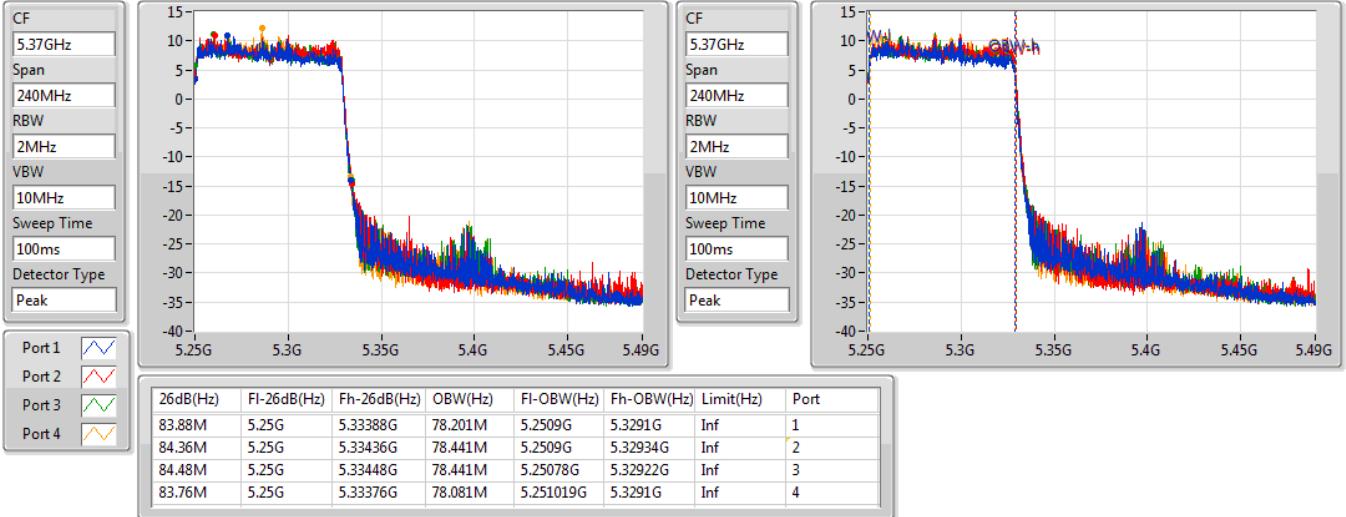 CF
5.37GHz
Span
240MHz
RBW
2MHz
VBW
10MHz
Sweep Time
100ms
Detector Type
Peak
15
10
5
0
-5
-10
-15
-20
-25
-30
-35
-40
5.25G 5.3G 5.35G 5.4G 5.45G 5.49G
CF
5.37GHz
Span
240MHz
RBW
2MHz
VBW
10MHz
Sweep Time
100ms
Detector Type
Peak
15
10
5
0
-5
-10
-15
-20
-25
-30
-35
-40
5.25G 5.3G 5.35G 5.4G 5.45G 5.49G
OBW-h
Port 1
Port 2
Port 3
Port 4
26dB(Hz) Fl-26dB(Hz) Fh-26dB(Hz) OBW(Hz) Fl-OBW(Hz) Fh-OBW(Hz) Limit(Hz) Port
83.88M 5.25G 5.33388G 78.201M 5.2509G 5.3291G Inf 1
84.36M 5.25G 5.33436G 78.441M 5.2509G 5.32934G Inf 2
84.48M 5.25G 5.33448G 78.441M 5.25078G 5.32922G Inf 3
83.76M 5.25G 5.33376G 78.081M 5.251019G 5.3291G Inf 4